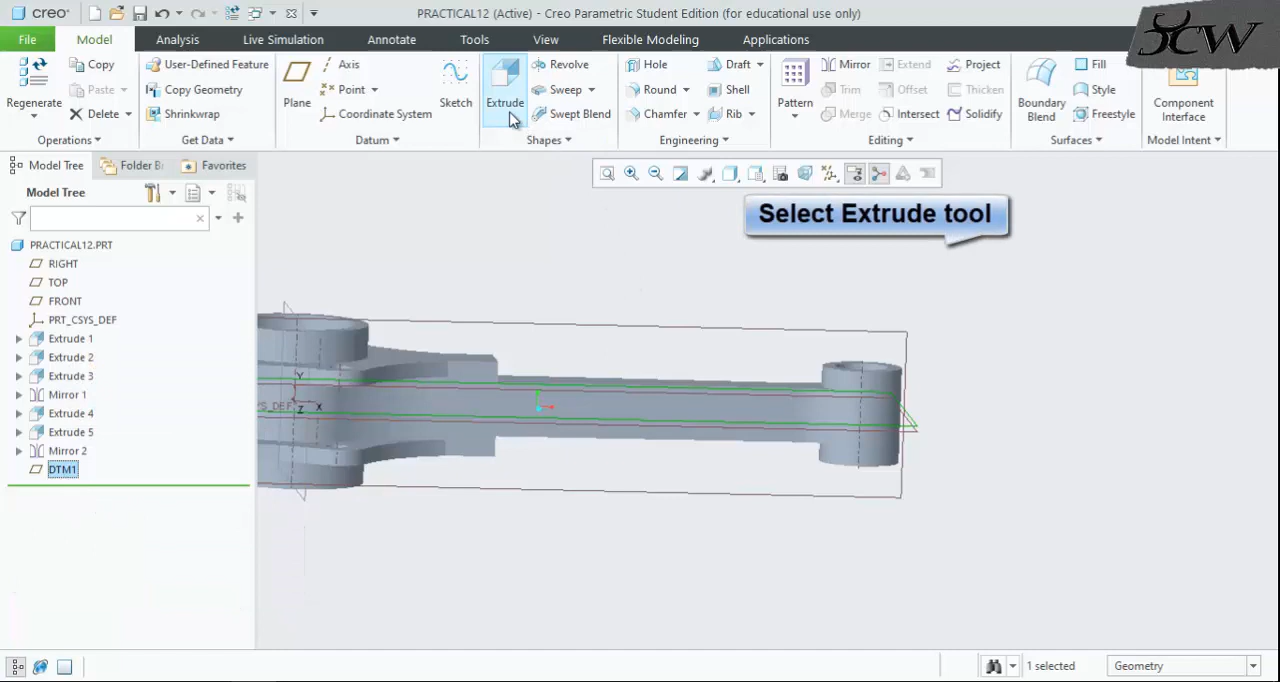 creo
PRACTICAL12 (Active) - Creo Parametric Student Edition (for educational use only)
File Model Analysis Live Simulation Annotate Tools View Flexible Modeling Applications
JCW
Regenerate
Copy
Paste
Delete
Operations
User-Defined Feature
Copy Geometry
Shrinkwrap
Get Data
Plane
Axis
Point
Coordinate System
Sketch
Datum
Extrude
Revolve
Sweep
Swept Blend
Shapes
Hole
Round
Chamfer
Draft
Shell
Rib
Engineering
Pattern
Mirror
Trim
Merge
Extend
Offset
Intersect
Project
Thicken
Solidify
Editing
Boundary Blend
Fill
Style
Freestyle
Surfaces
Component Interface
Model Intent
Model Tree Folder Br Favorites
Model Tree
Select Extrude tool
PRACTICAL12.PRT
RIGHT
TOP
FRONT
PRT_CSYS_DEF
Extrude 1
Extrude 2
Extrude 3
Mirror 1
Extrude 4
Extrude 5
Mirror 2
DTM1
Y
X
Z
YS_DEF
1 selected
Geometry